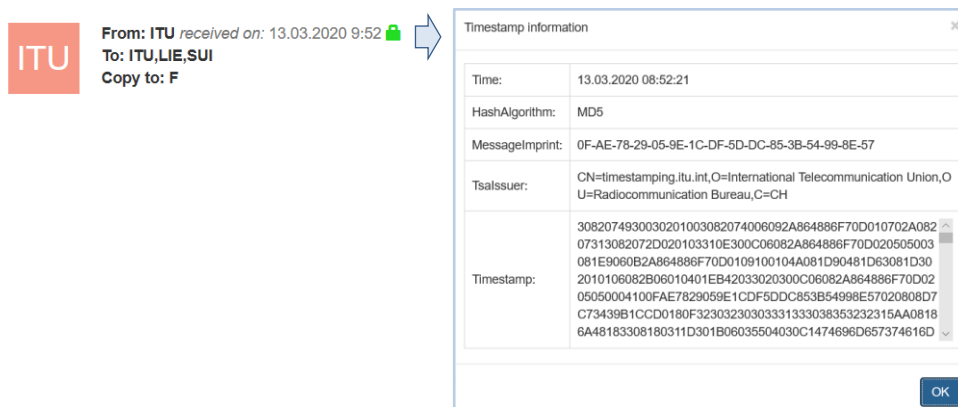 ITU
From: ITU received on: 13.03.2020 9:52
To: ITU,LIE,SUI
Copy to: F
Timestamp information
×
Time: 13.03.2020 08:52:21
HashAlgorithm: MD5
MessageImprint: 0F-AE-78-29-05-9E-1C-DF-5D-DC-85-3B-54-99-8E-57
TsaIssuer: CN=timestamping.itu.int,O=International Telecommunication Union,O
U=Radiocommunication Bureau,C=CH
Timestamp:
3082074930030201003082074006092A864886F70D010702A082
07313082072D020103310E300C06082A864886F70D020505003
081E9060B2A864886F70D0109100104A081D90481D63081D30
2010106082B06010401EB42033020300C06082A864886F70D02
05050004100FAE7829059E1CDF5DDC853B54998E57020808D7
C73439B1CCD0180F32303230303331333038353232315AA0818
6A48183308180311D301B06035504030C1474696D657374616D
OK